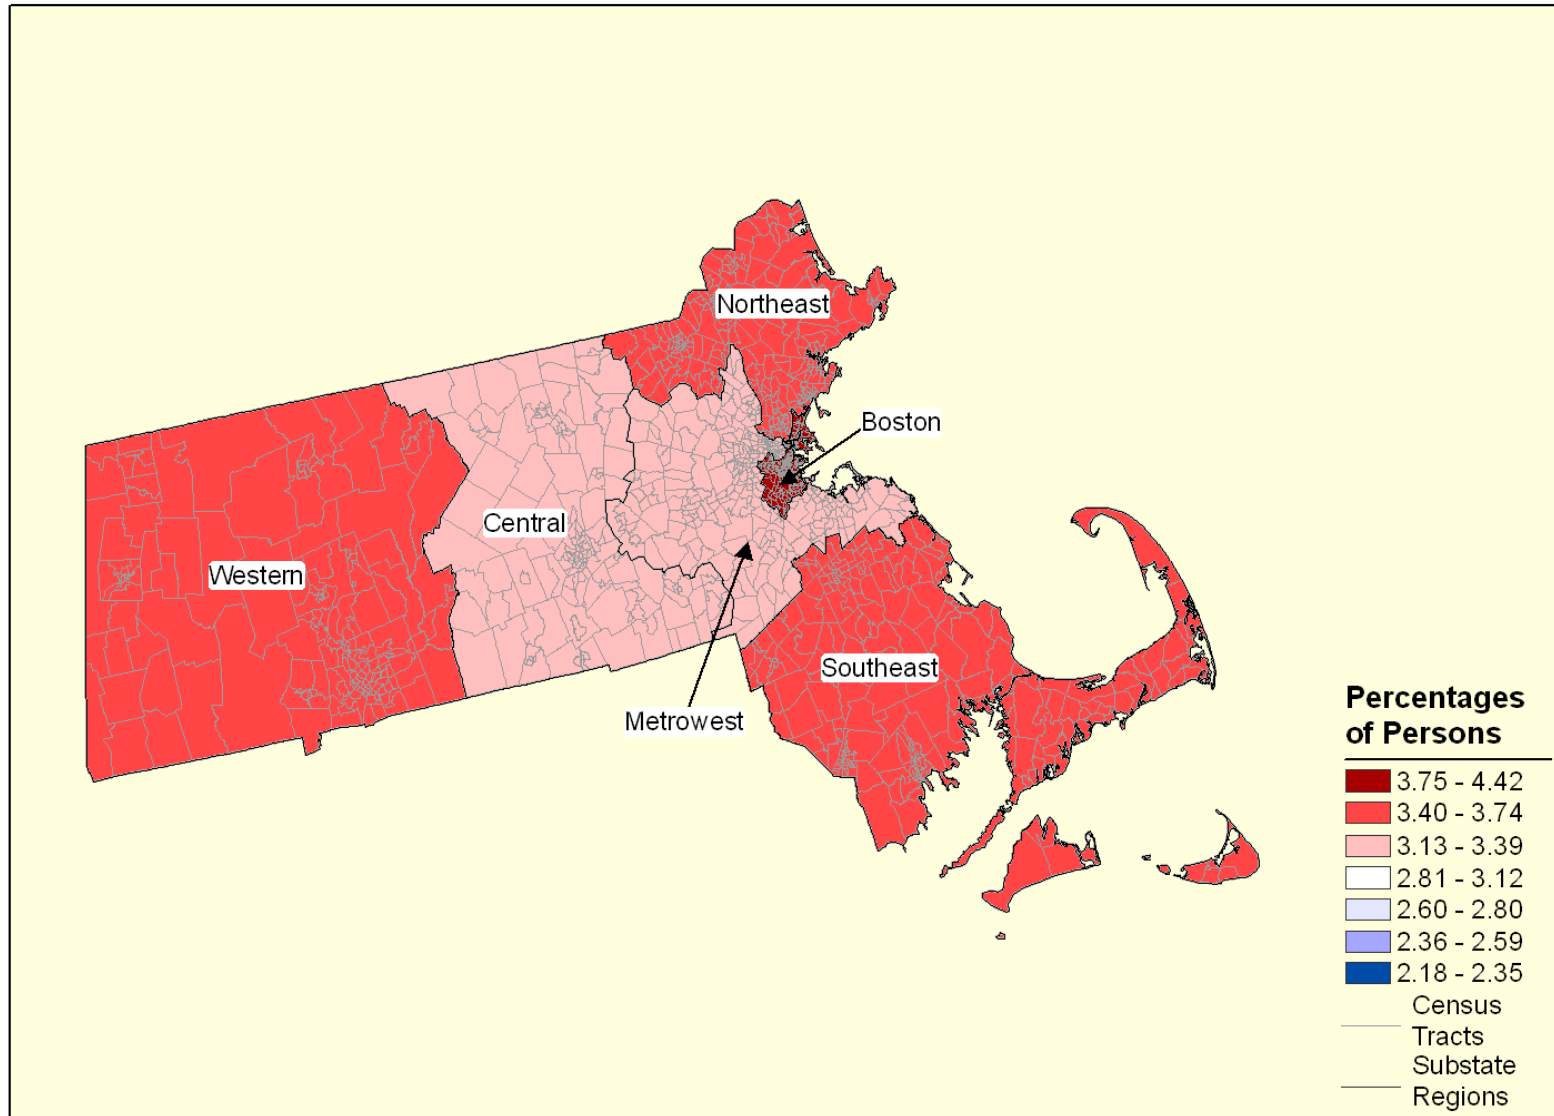 Northeast
Boston
Central
Western
Southeast
Metrowest
Percentages
of Persons
3.75 - 4.42
3.40 - 3.74
3.13 - 3.39
2.81 - 3.12
2.60 - 2.80
2.36 - 2.59
2.18 - 2.35
Census
Tracts
Substate
Regions